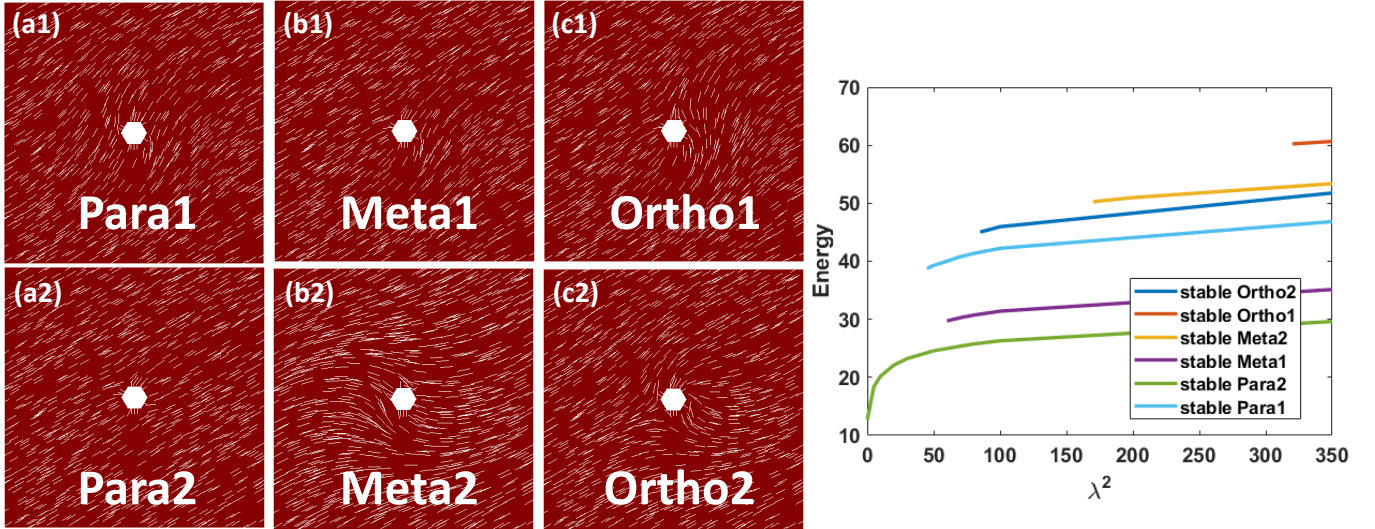 (a1)
Para1
(b1)
Meta1
(c1)
Ortho1
(a2)
Para2
(b2)
Meta2
(c2)
Ortho2
Energy
70
60
50
40
30
20
10
0 50 100 150 200 250 300 350
λ²
stable Ortho2
stable Ortho1
stable Meta2
stable Meta1
stable Para2
stable Para1